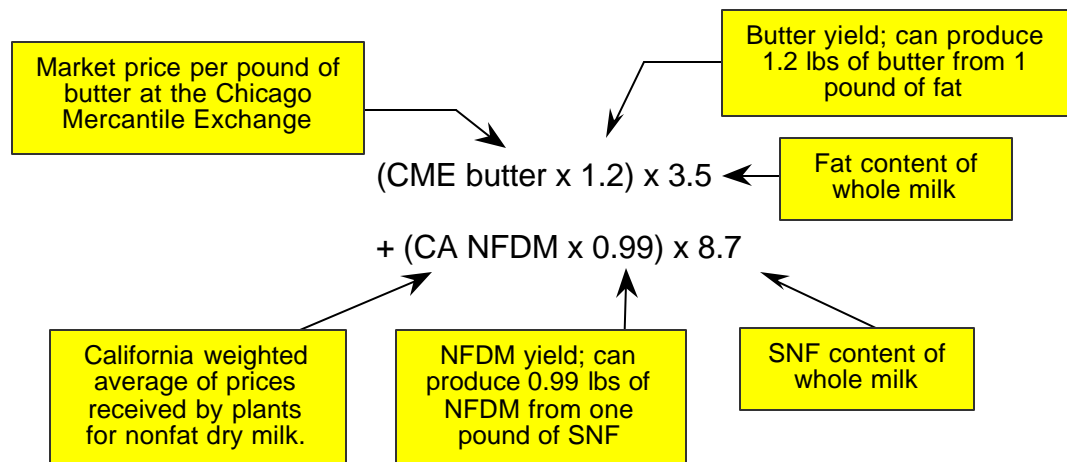 Market price per pound of
butter at the Chicago
Mercantile Exchange
Butter yield; can produce
1.2 lbs of butter from 1
pound of fat
(CME butter x 1.2) x 3.5
Fat content of
whole milk
+ (CA NFDM x 0.99) x 8.7
California weighted
average of prices
received by plants
for nonfat dry milk.
NFDM yield; can
produce 0.99 lbs of
NFDM from one
pound of SNF
SNF content of
whole milk